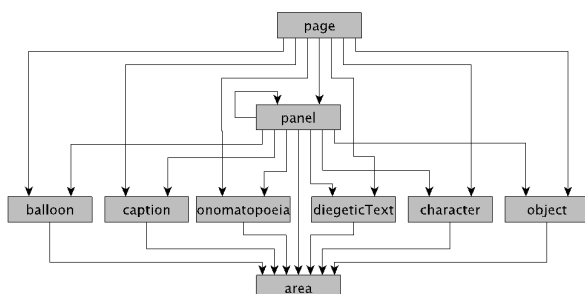 page
panel
balloon
caption
onomatopoeia
diegeticText
character
object
area